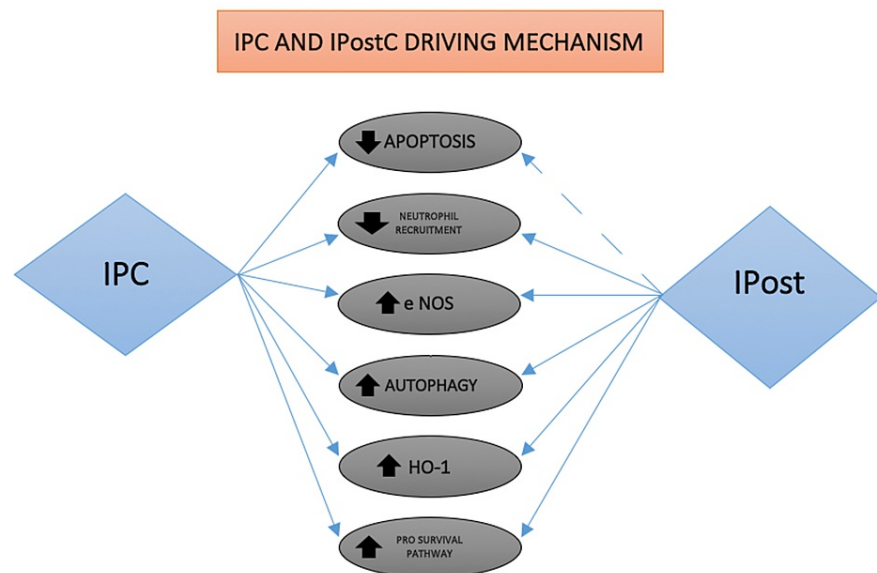 IPC AND IPostC DRIVING MECHANISM
APOPTOSIS
NEUTROPHIL
RECRUITMENT
IPC
IPost
e NOS
AUTOPHAGY
HO-1
PRO SURVIVAL
PATHWAY